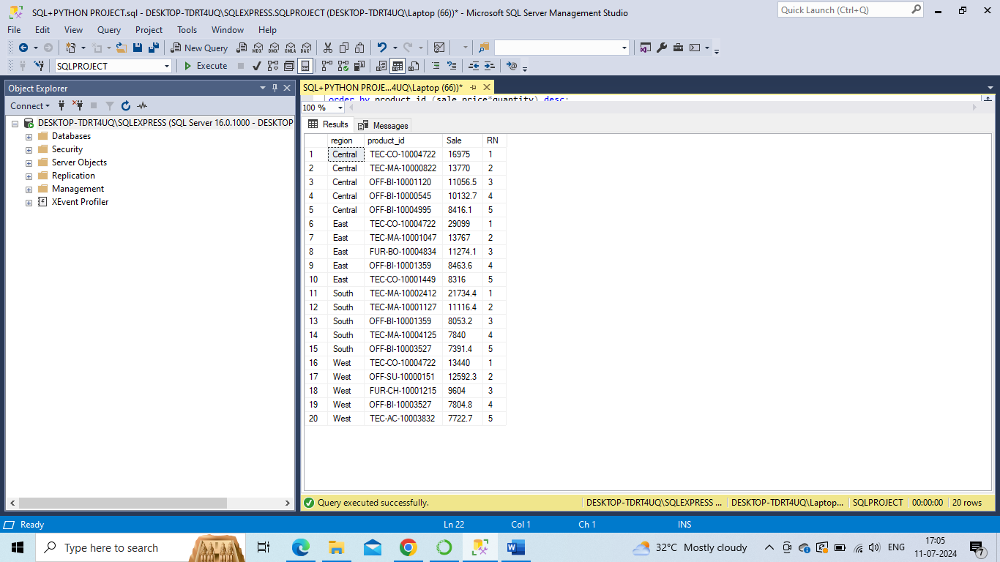 SQL+PYTHON PROJECT.sql - DESKTOP-TDRT4UQ\SQLEXPRESS.SQLPROJECT (DESKTOP-TDRT4UQ\Laptop (66))* - Microsoft SQL Server Management Studio
Quick Launch (Ctrl+Q)
File Edit View Query Project Tools Window Help
New Query MDX DMX XMLA DAX
SQLPROJECT Execute
Object Explorer
SQL+PYTHON PROJE...4UQ\Laptop (66))*
order by product_id,(sale_price*quantity) desc;
Connect
100 %
DESKTOP-TDRT4UQ\SQLEXPRESS (SQL Server 16.0.1000 - DESKTOP
Databases
Security
Server Objects
Replication
Management
XEvent Profiler
Results Messages
region product_id Sale RN
1 Central TEC-CO-10004722 16975 1
2 Central TEC-MA-10000822 13770 2
3 Central OFF-BI-10001120 11056.5 3
4 Central OFF-BI-10000545 10132.7 4
5 Central OFF-BI-10004995 8416.1 5
6 East TEC-CO-10004722 29099 1
7 East TEC-MA-10001047 13767 2
8 East FUR-BO-10004834 11274.1 3
9 East OFF-BI-10001359 8463.6 4
10 East TEC-CO-10001449 8316 5
11 South TEC-MA-10002412 21734.4 1
12 South TEC-MA-10001127 11116.4 2
13 South OFF-BI-10001359 8053.2 3
14 South TEC-MA-10004125 7840 4
15 South OFF-BI-10003527 7391.4 5
16 West TEC-CO-10004722 13440 1
17 West OFF-SU-10000151 12592.3 2
18 West FUR-CH-10001215 9604 3
19 West OFF-BI-10003527 7804.8 4
20 West TEC-AC-10003832 7722.7 5
Query executed successfully. DESKTOP-TDRT4UQ\SQLEXPRESS ... DESKTOP-TDRT4UQ\Laptop... SQLPROJECT 00:00:00 20 rows
Ready Ln 22 Col 1 Ch 1 INS
Type here to search
32°C Mostly cloudy ENG
17:05
11-07-2024
7